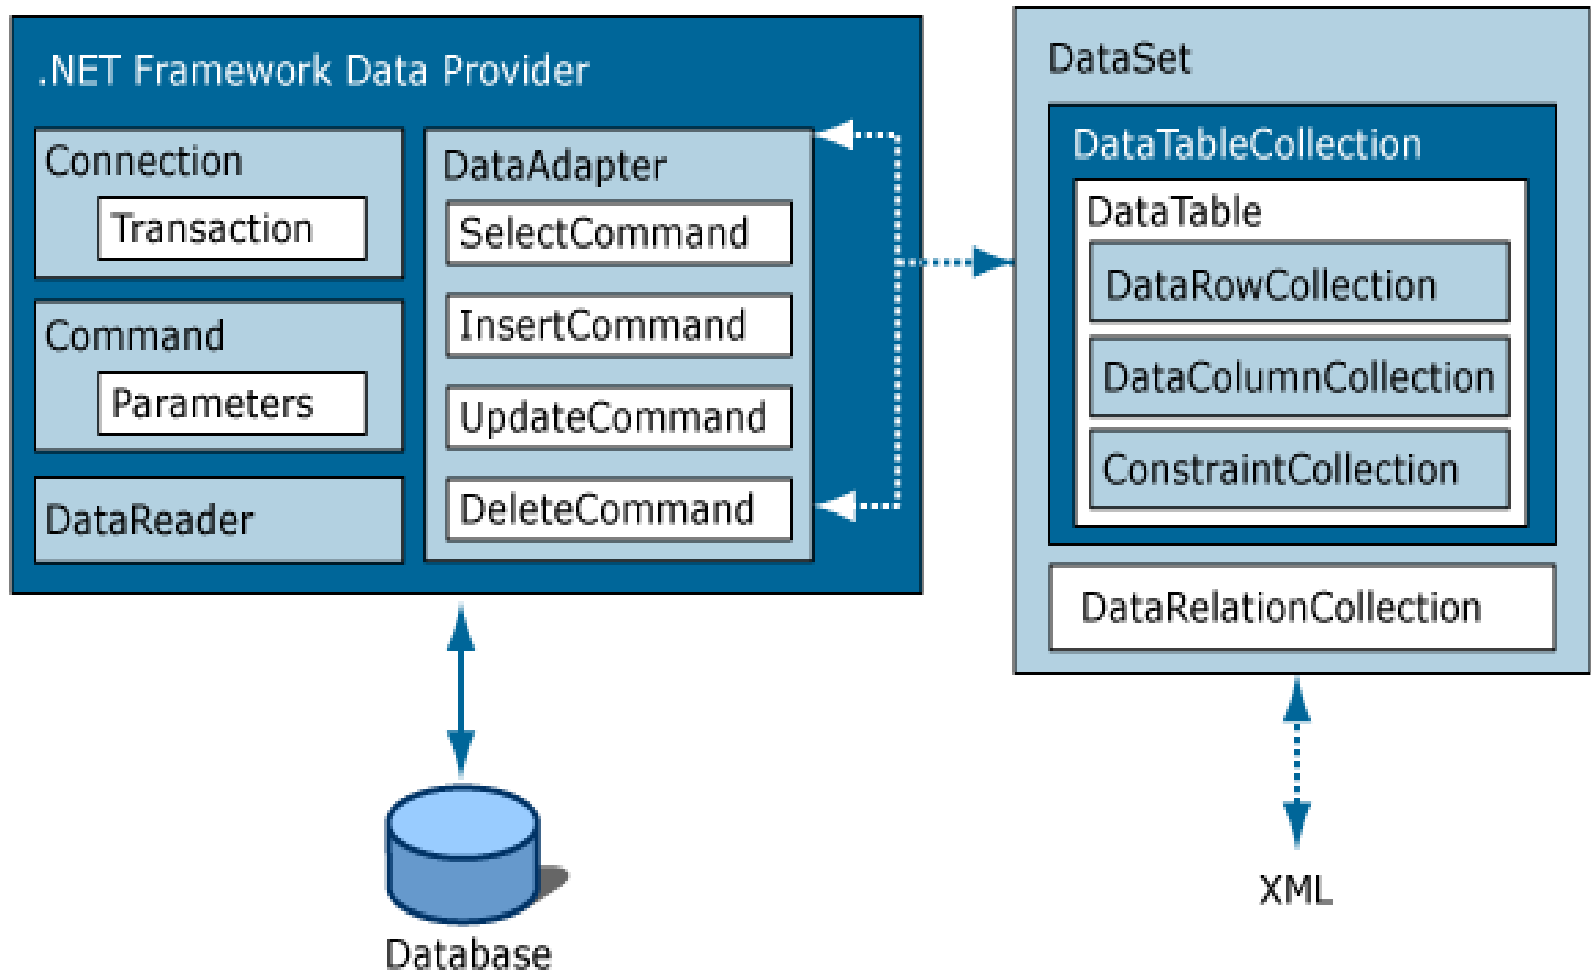 .NET Framework Data Provider
Connection
Transaction
Command
Parameters
DataReader
DataAdapter
SelectCommand
InsertCommand
UpdateCommand
DeleteCommand
Database
DataSet
DataTableCollection
DataTable
DataRowCollection
DataColumnCollection
ConstraintCollection
DataRelationCollection
XML